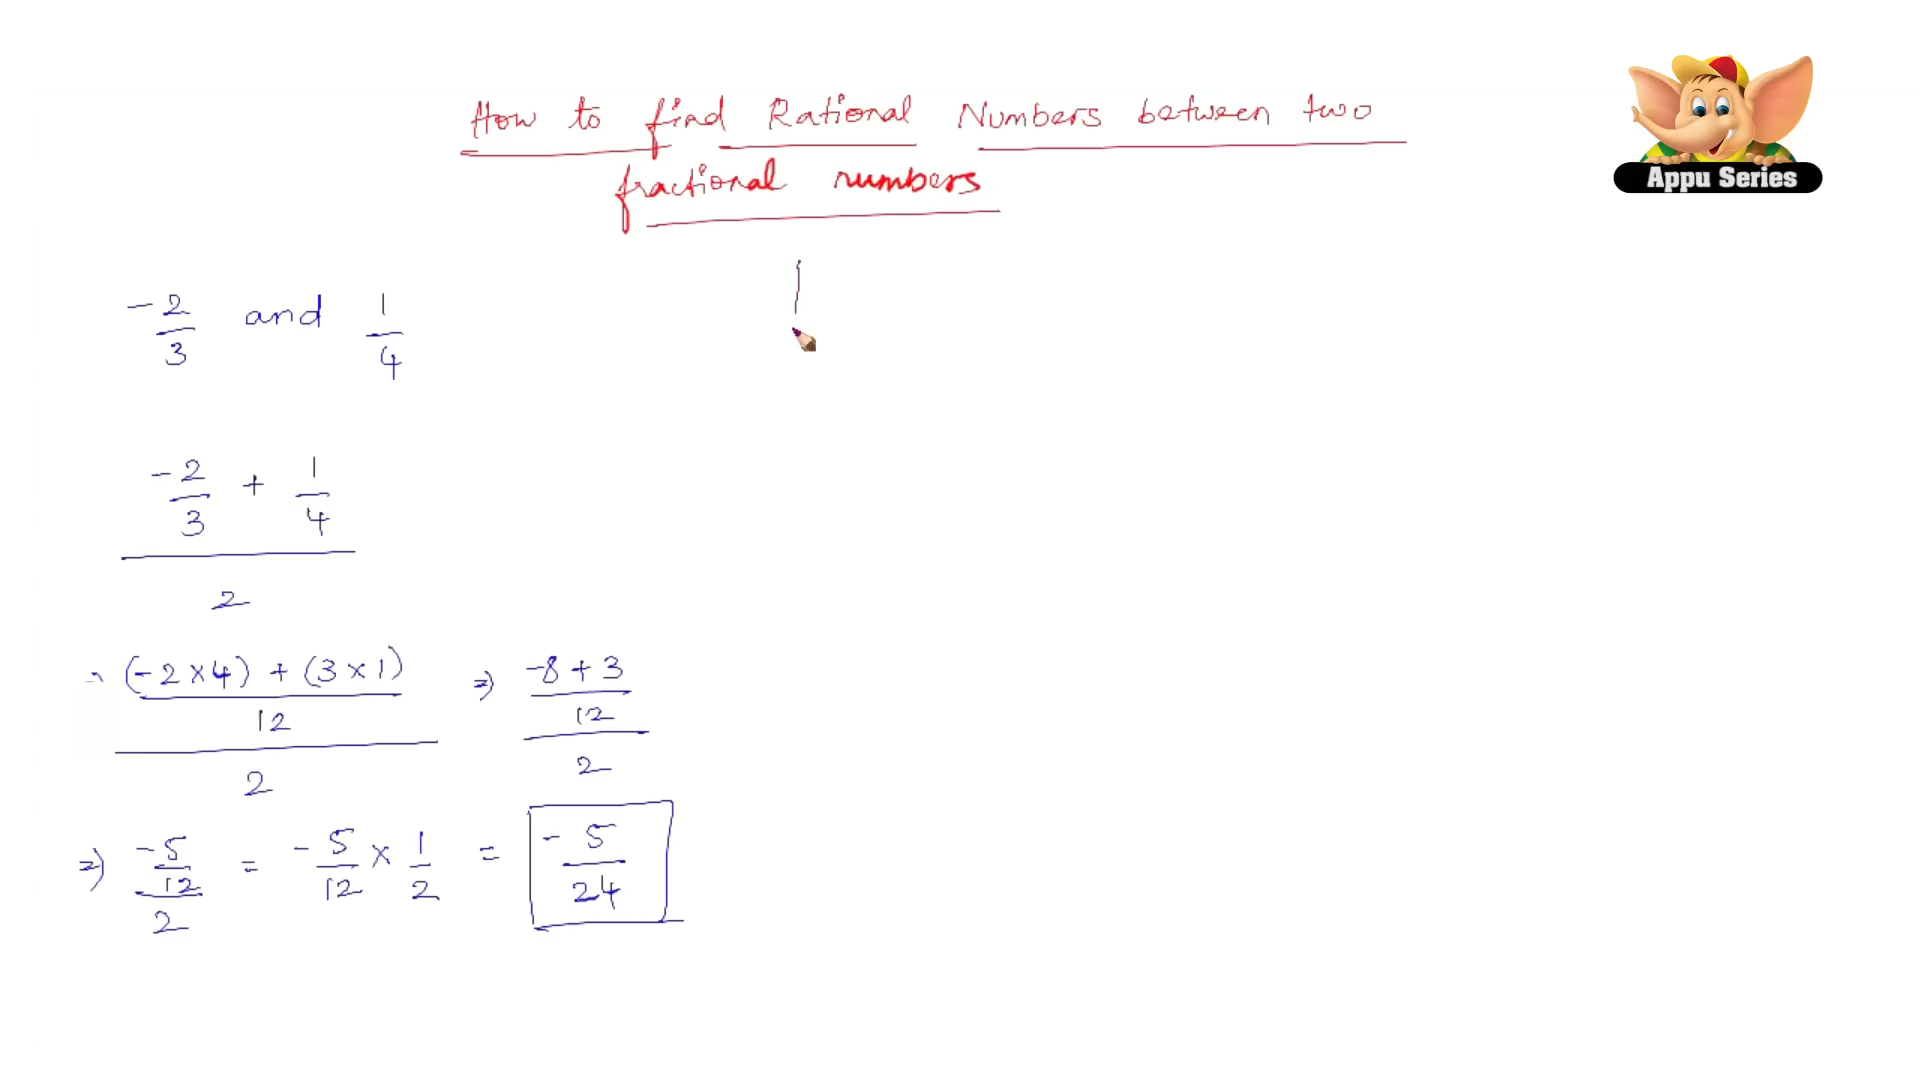 How to find Rational Numbers between two
fractional numbers
Appu Series
-2/3 and 1/4
(-2/3 + 1/4)/2
⇒ (((-2×4) + (3×1))/12)/2 ⇒ ((-8+3)/12)/2
⇒ (-5/12)/2 = -5/12 × 1/2 = -5/24